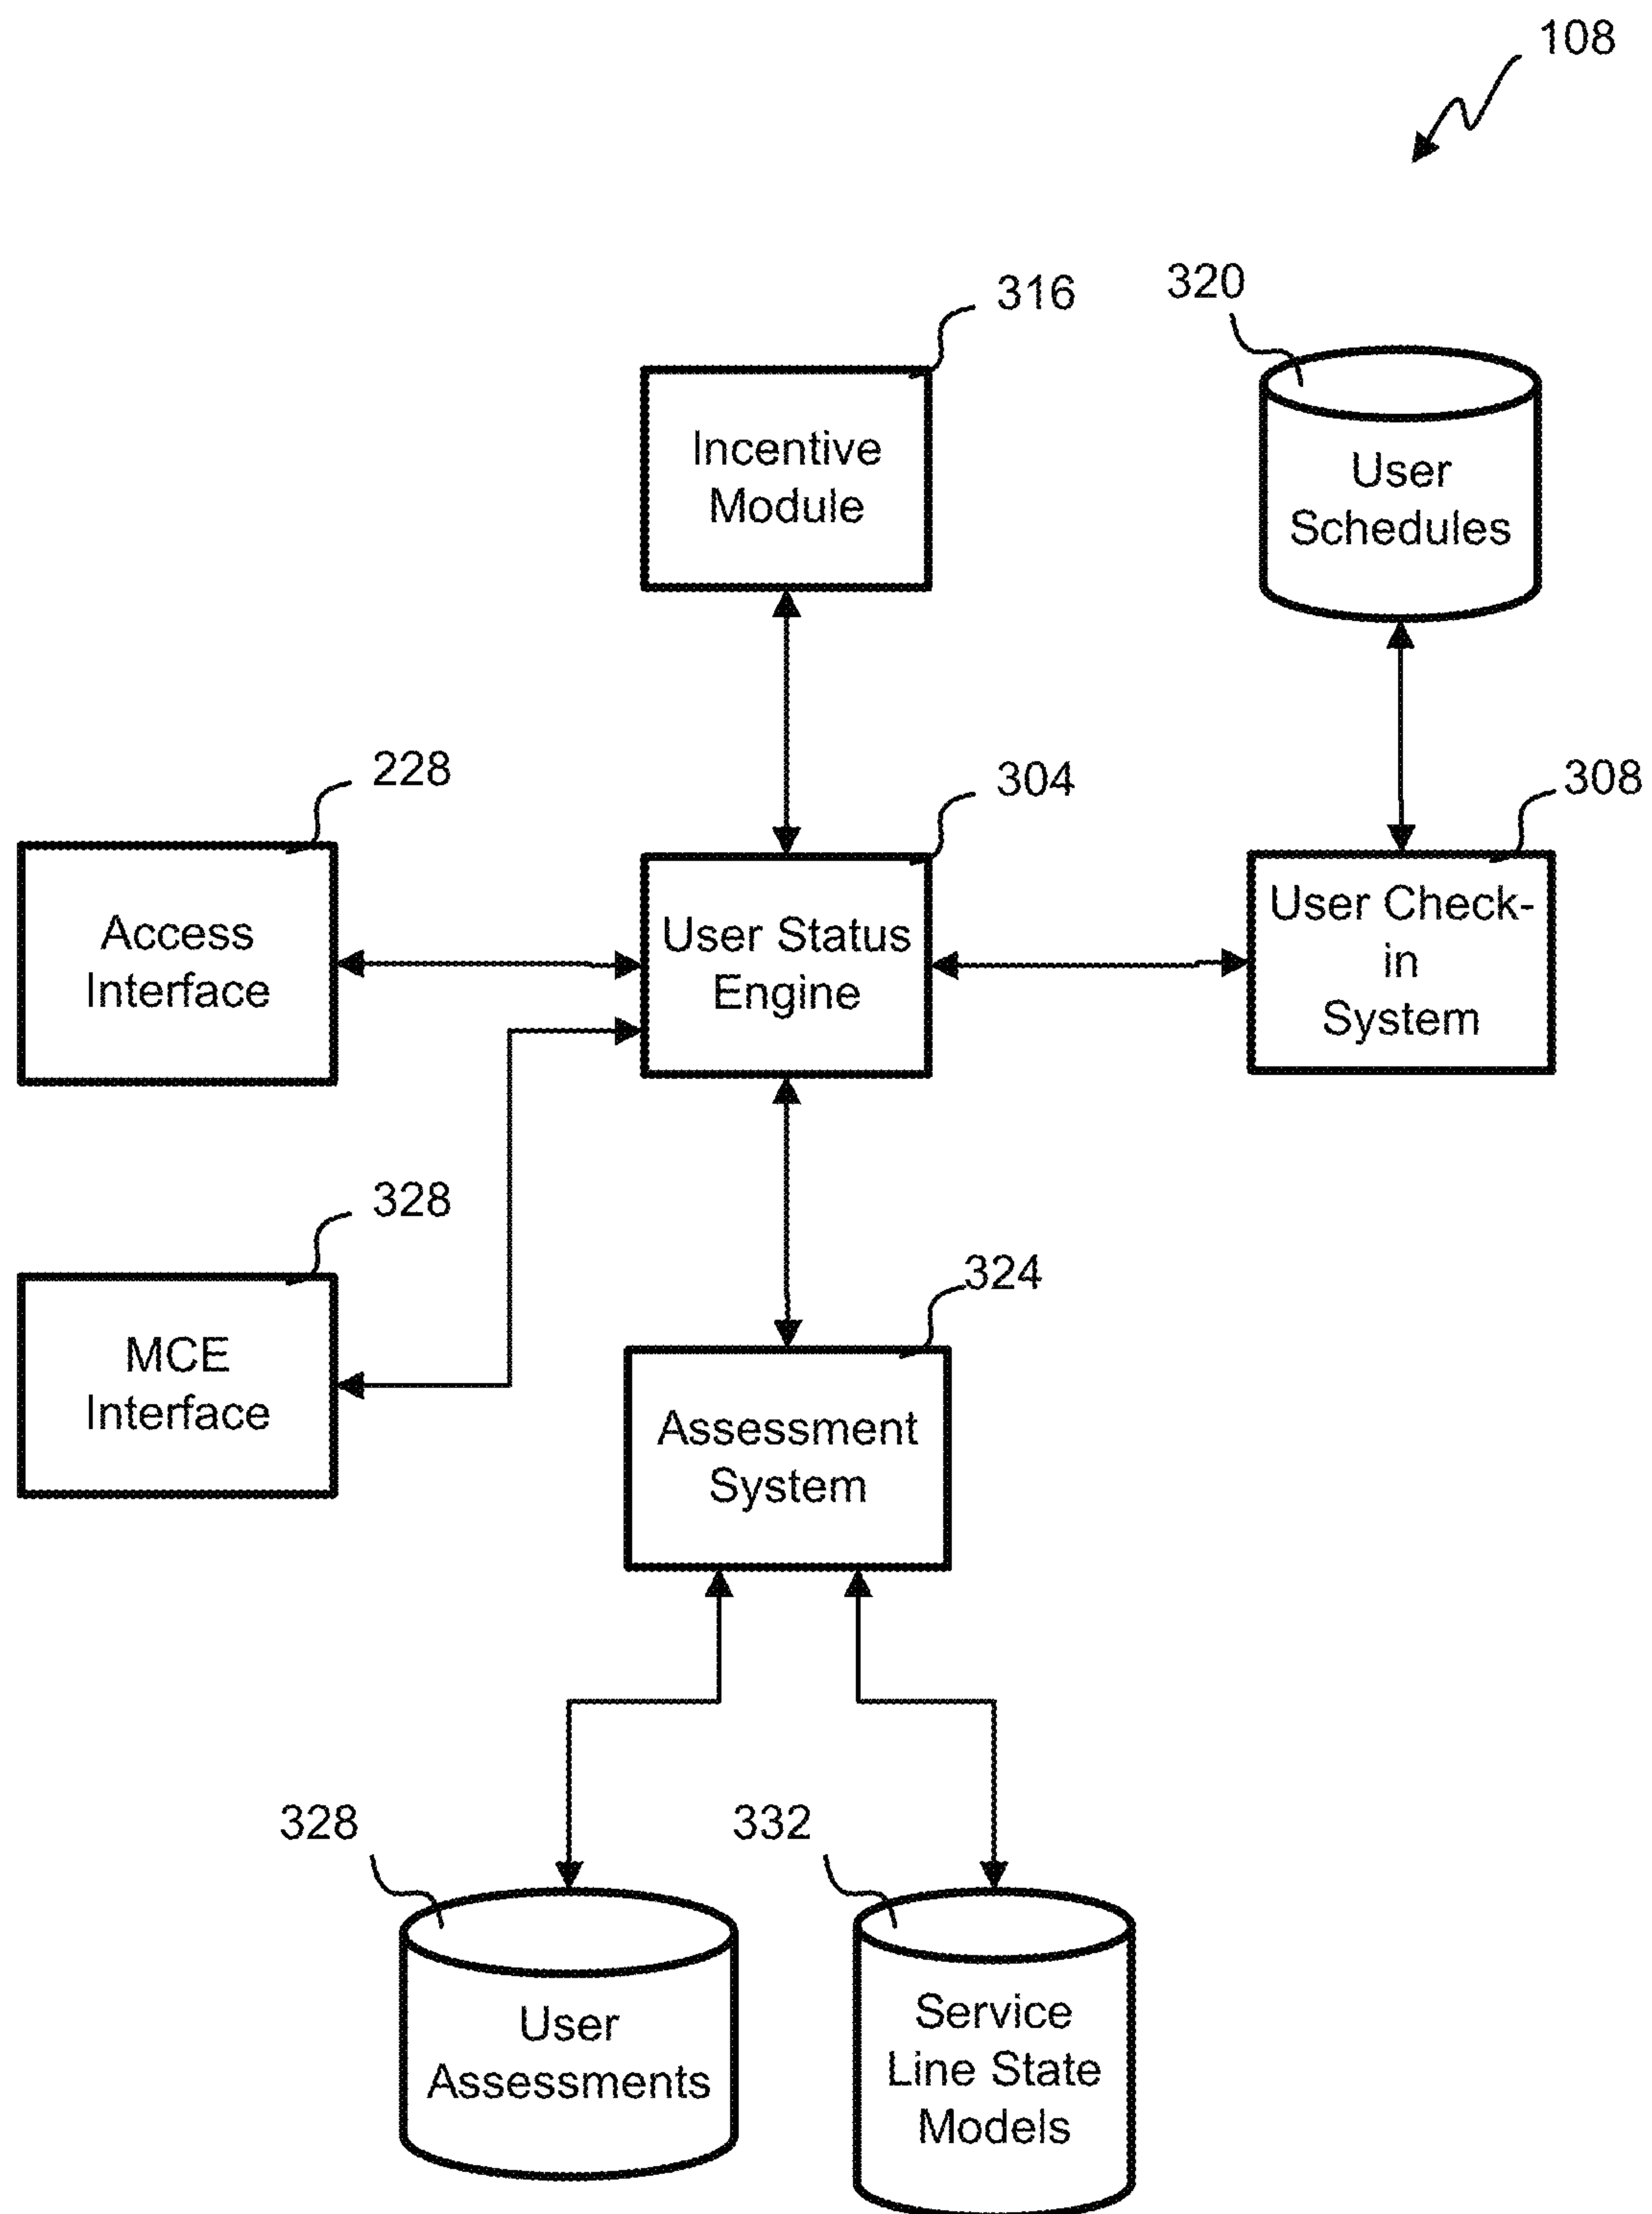 108
316
320
Incentive
Module
User
Schedules
228
304
308
Access
Interface
User Status
Engine
User Check-
in
System
328
324
MCE
Interface
Assessment
System
328
332
User
Assessments
Service
Line State
Models